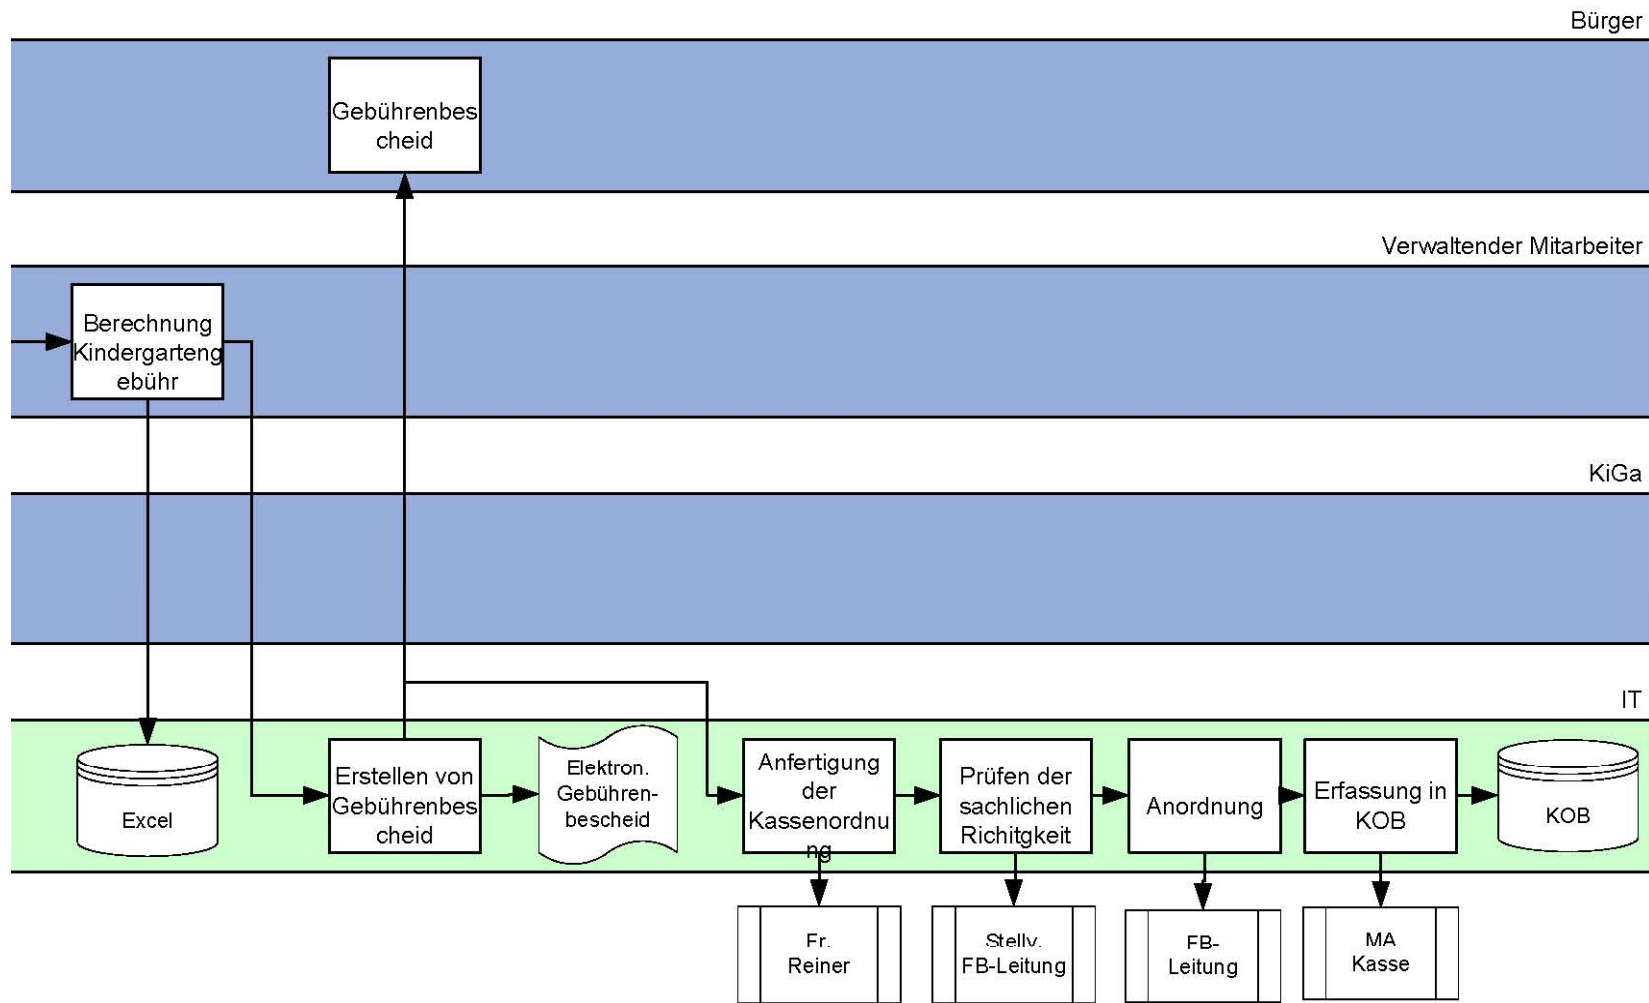 Bürger
Gebührenbes
cheid
Verwaltender Mitarbeiter
Berechnung
Kindergarteng
ebühr
KiGa
IT
Excel
Erstellen von
Gebührenbes
cheid
Elektron.
Gebühren-
bescheid
Anfertigung
der
Kassenordnu
ng
Prüfen der
sachlichen
Richitgkeit
Anordnung
Erfassung in
KOB
KOB
Fr.
Reiner
Stellv.
FB-Leitung
FB-
Leitung
MA
Kasse